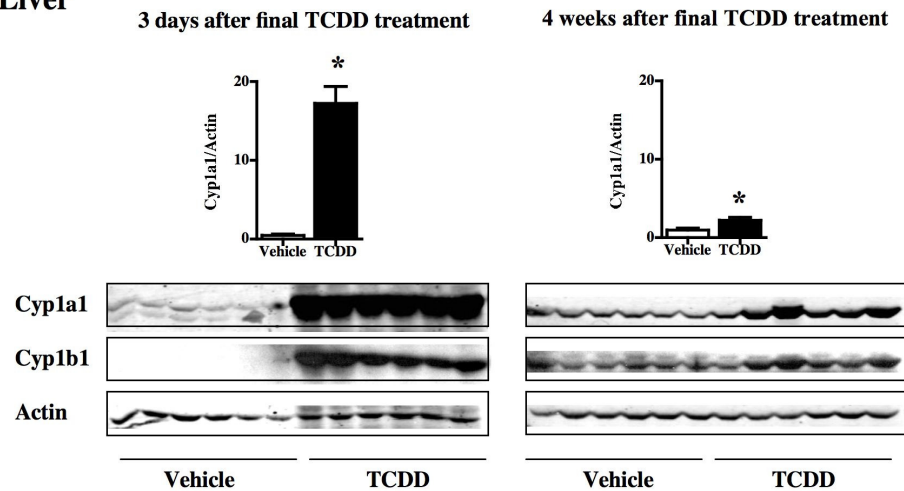 Liver
3 days after final TCDD treatment
4 weeks after final TCDD treatment
*
20
10
0
Cyp1a1/Actin
Vehicle TCDD
*
20
10
0
Cyp1a1/Actin
Vehicle TCDD
Cyp1a1
Cyp1b1
Actin
Vehicle
TCDD
Vehicle
TCDD